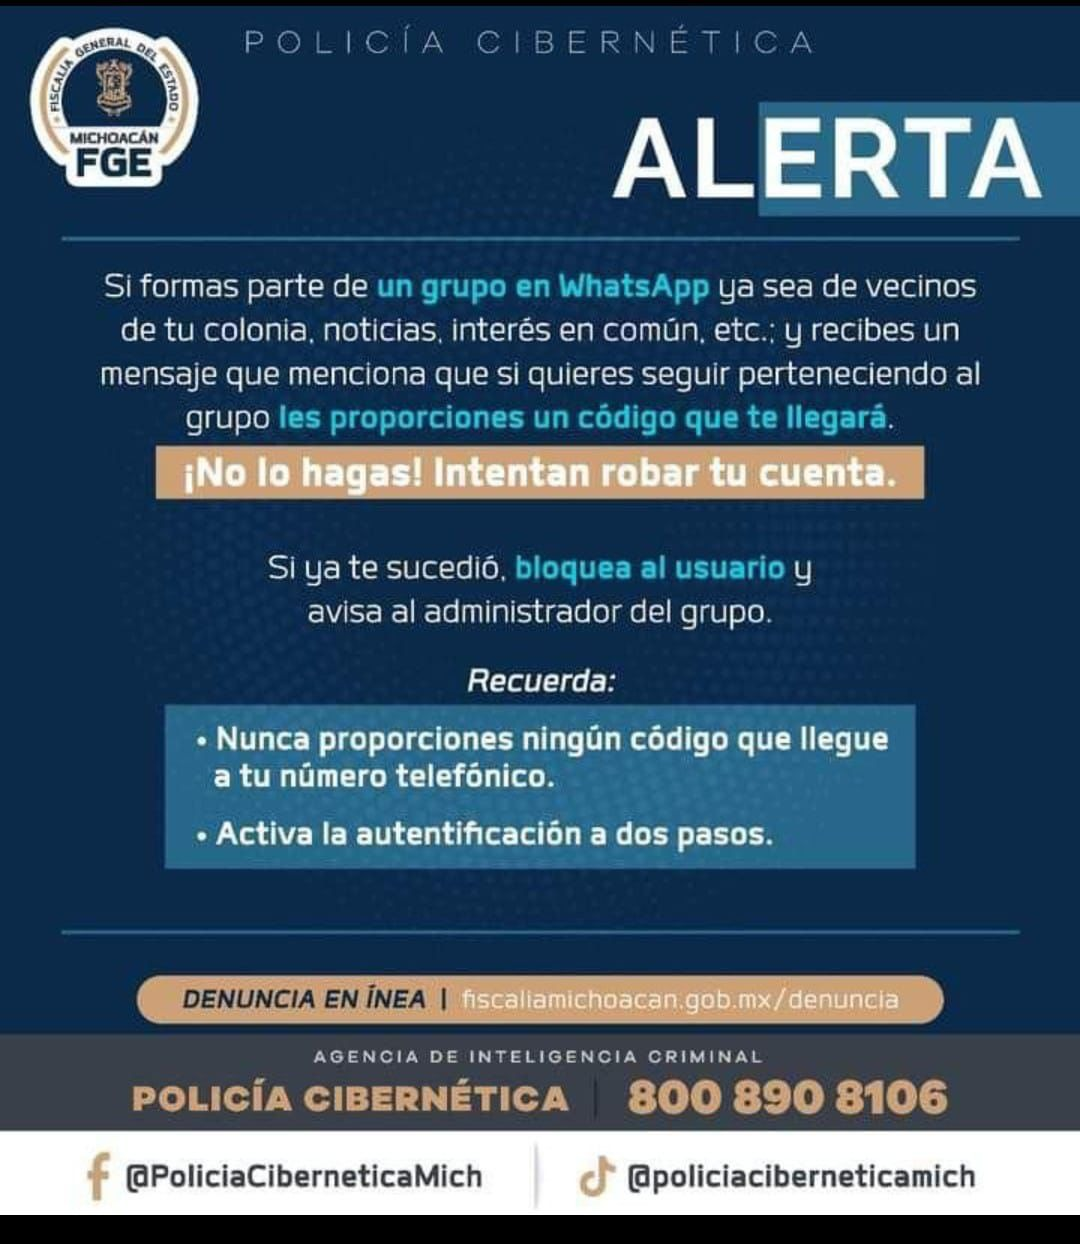 FISCALÍA GENERAL DEL ESTADO
MICHOACÁN
FGE
POLICÍA CIBERNÉTICA
ALERTA
Si formas parte de un grupo en WhatsApp ya sea de vecinos
de tu colonia, noticias, interés en común, etc.; y recibes un
mensaje que menciona que si quieres seguir perteneciendo al
grupo les proporciones un código que te llegará.
¡No lo hagas! Intentan robar tu cuenta.
Si ya te sucedió, bloquea al usuario y
avisa al administrador del grupo.
Recuerda:
• Nunca proporciones ningún código que llegue
a tu número telefónico.
• Activa la autentificación a dos pasos.
DENUNCIA EN ÍNEA | fiscaliamichoacan.gob.mx/denuncia
AGENCIA DE INTELIGENCIA CRIMINAL
POLICÍA CIBERNÉTICA | 800 890 8106
@PoliciaCiberneticaMich
@policiaciberneticamich